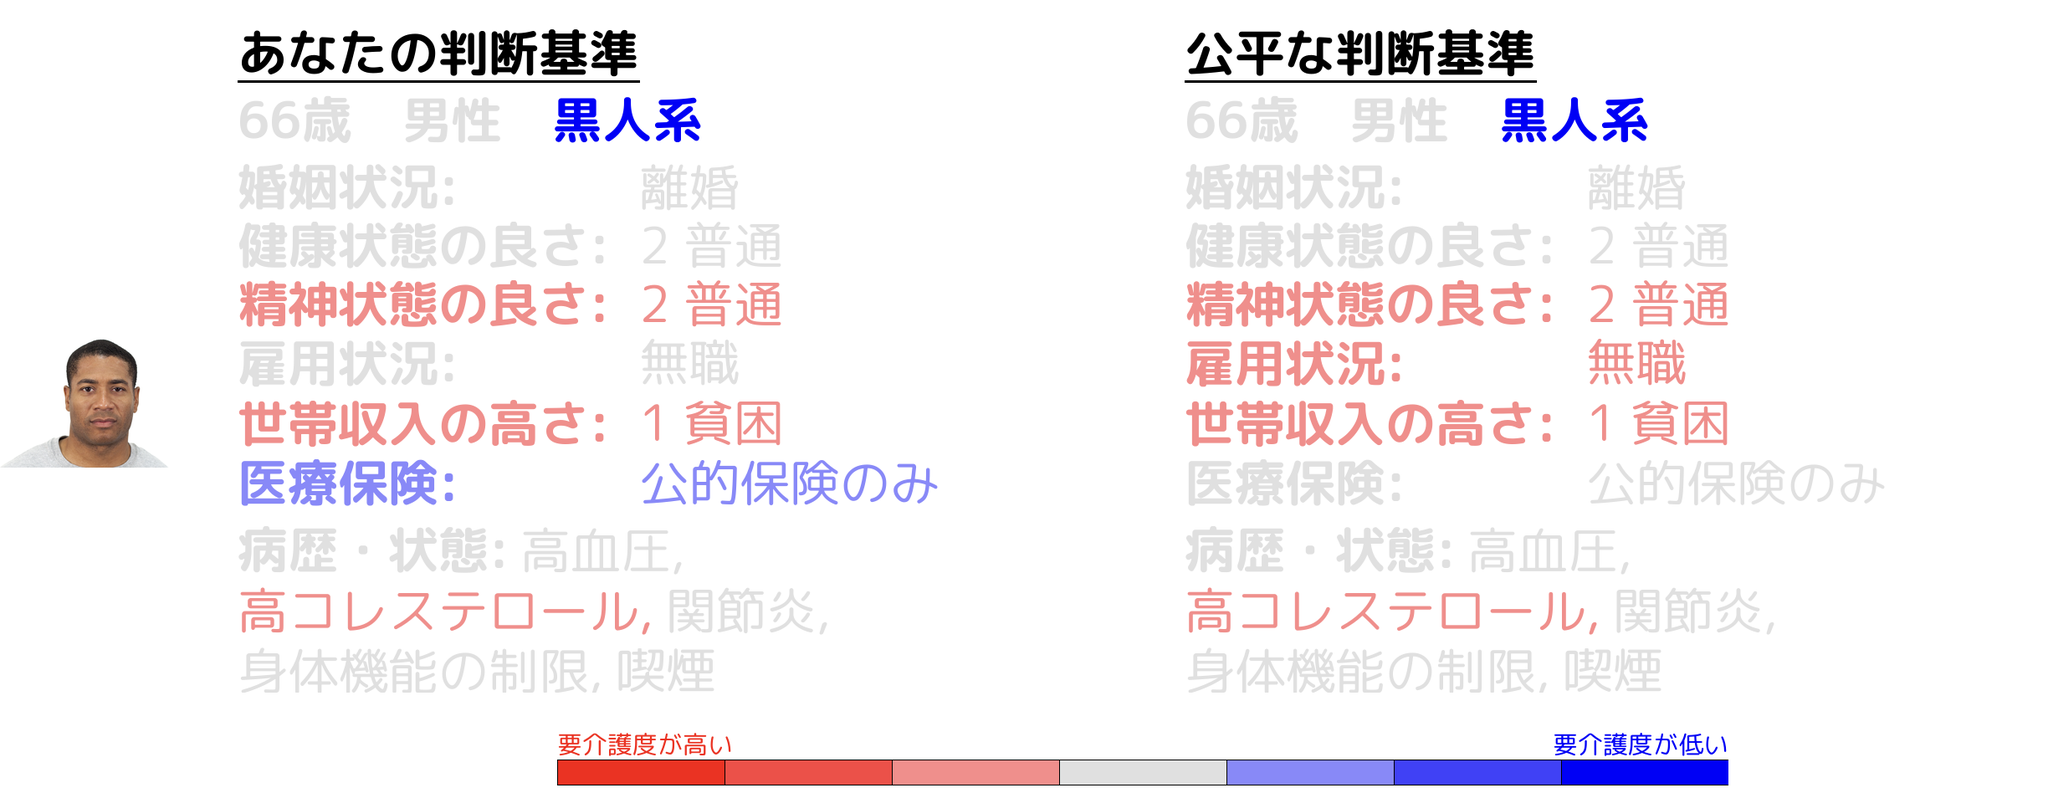 あなたの判断基準
66歳 男性 黒人系
婚姻状況: 離婚
健康状態の良さ: 2 普通
精神状態の良さ: 2 普通
雇用状況: 無職
世帯収入の高さ: 1 貧困
医療保険: 公的保険のみ
病歴・状態: 高血圧,
高コレステロール, 関節炎,
身体機能の制限, 喫煙
公平な判断基準
66歳 男性 黒人系
婚姻状況: 離婚
健康状態の良さ: 2 普通
精神状態の良さ: 2 普通
雇用状況: 無職
世帯収入の高さ: 1 貧困
医療保険: 公的保険のみ
病歴・状態: 高血圧,
高コレステロール, 関節炎,
身体機能の制限, 喫煙
要介護度が高い
要介護度が低い